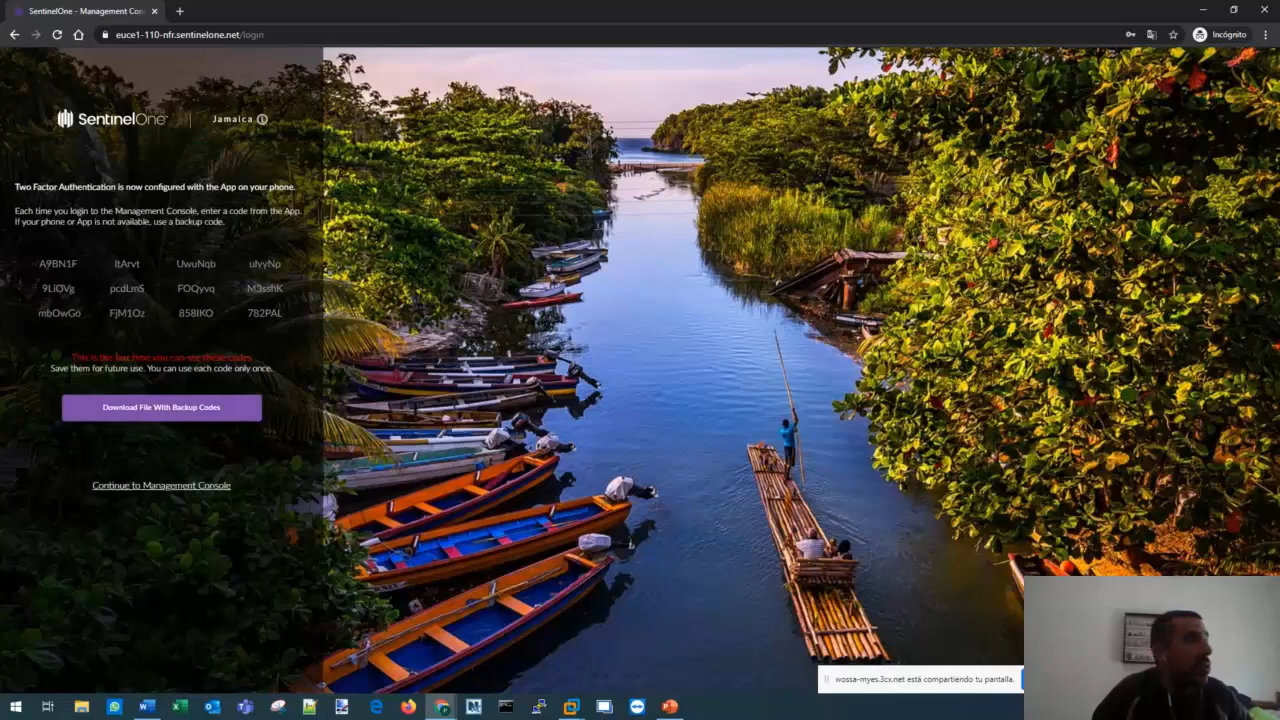 SentinelOne - Management Con
euce1-110-nfr.sentinelone.net/login
Incógnito
SentinelOne
Jamaica
Two Factor Authentication is now configured with the App on your phone.
Each time you login to the Management Console, enter a code from the App.
If your phone or App is not available, use a backup code.
A9BN1F ltArvt UwuNqb uIvyNp
9LiOVg pcdLmS FOQyvq M3sshK
mbOwGo FjM1Oz 858IKO 782PAL
This is the last time you can see these codes
Save them for future use. You can use each code only once.
Download File With Backup Codes
Continue to Management Console
wossa-myes.3cx.net está compartiendo tu pantalla.